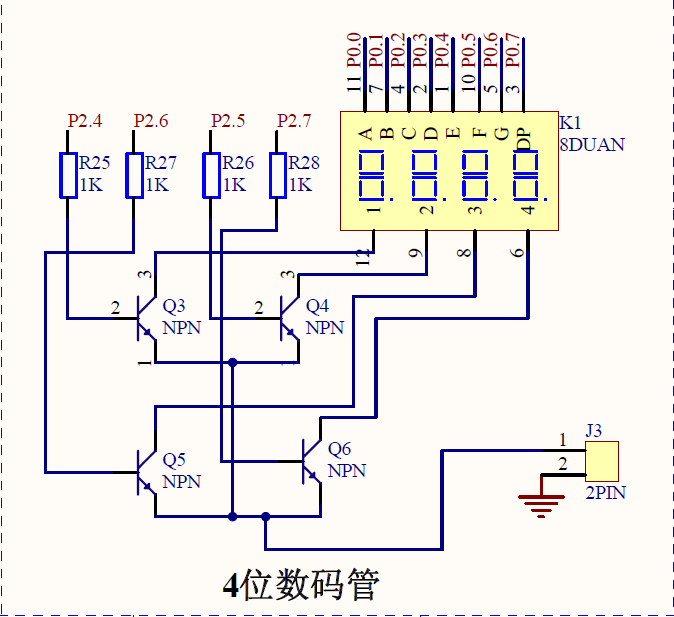 P0.0
P0.1
P0.2
P0.3
P0.4
P0.5
P0.6
P0.7
11
7
4
2
1
10
5
3
P2.4
P2.6
P2.5
P2.7
K1
8DUAN
A
B
C
D
E
F
G
DP
R25
1K
R27
1K
R26
1K
R28
1K
1
2
3
4
12
9
8
6
3
2
Q3
NPN
1
3
2
Q4
NPN
Q5
NPN
Q6
NPN
J3
1
2
2PIN
4位数码管